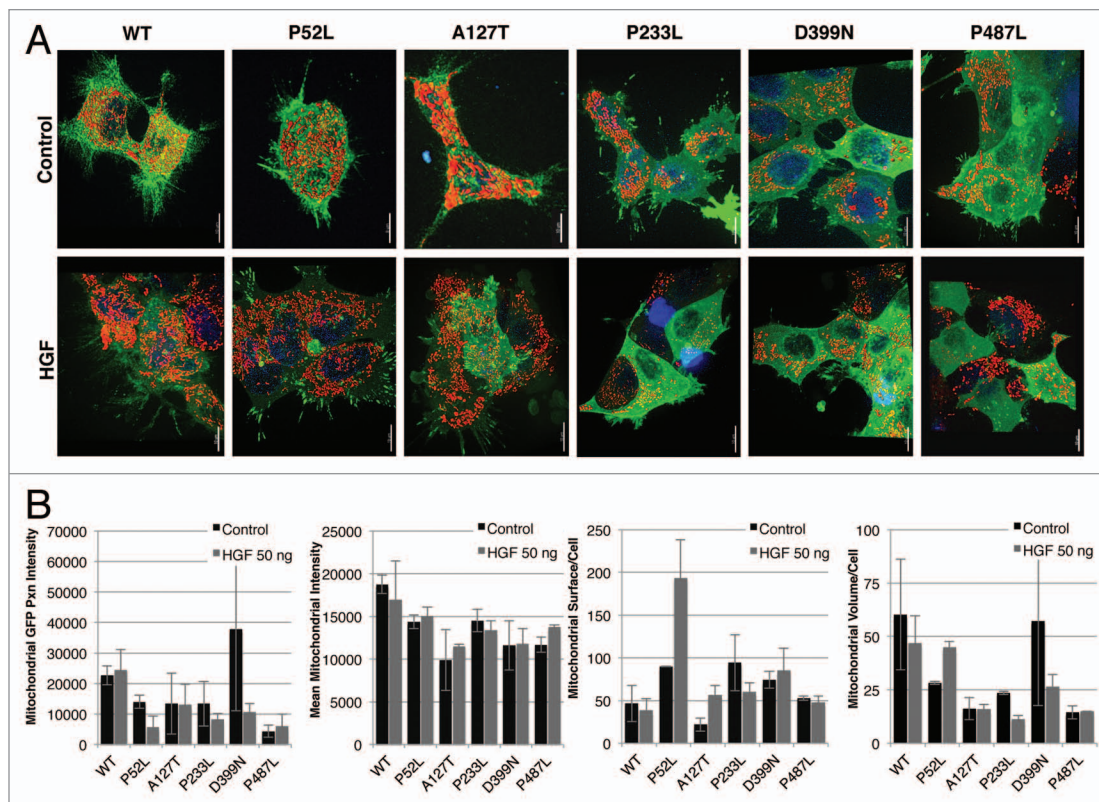 A
WT P52L A127T P233L D399N P487L
Control
HGF
B
Mitochondrial GFP Pxn Intensity
70000
60000
50000
40000
30000
20000
10000
0
Control
HGF 50 ng
WT P52L A127T P233L D399N P487L
Mean Mitochondrial Intensity
25000
20000
15000
10000
5000
0
Control
HGF 50 ng
WT P52L A127T P233L D399N P487L
Mitochondrial Surface/Cell
250
200
150
100
50
0
Control
HGF 50 ng
WT P52L A127T P233L D399N P487L
Mitochondrial Volume/Cell
100
75
50
25
0
Control
HGF 50 ng
WT P52L A127T P233L D399N P487L